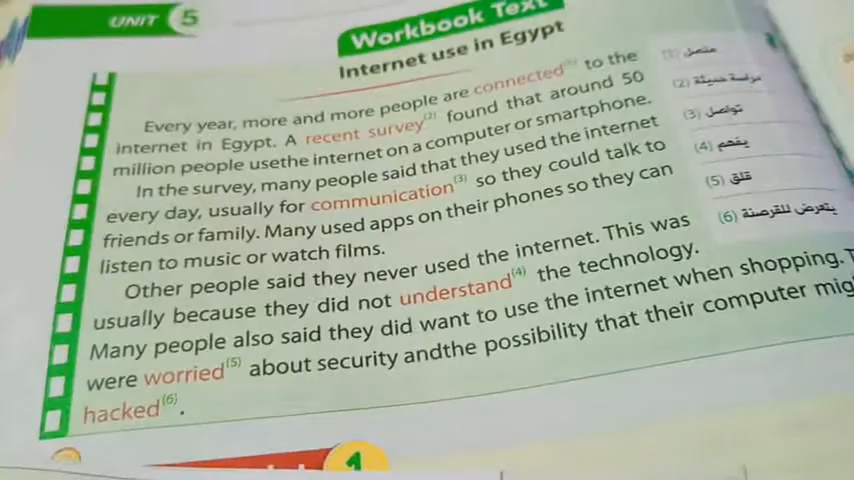 UNIT 5
Workbook Text
Internet use in Egypt
Every year, more and more people are connected(1) to the
internet in Egypt. A recent survey(2) found that around 50
million people usethe internet on a computer or smartphone.
In the survey, many people said that they used the internet
every day, usually for communication(3) so they could talk to
friends or family. Many used apps on their phones so they can
listen to music or watch films.
Other people said they never used the internet. This was
usually because they did not understand(4) the technology.
Many people also said they did want to use the internet when shopping. T
were worried(5) about security andthe possibility that their computer mig
hacked(6).
(1) متصل
(2) دراسة حديثة
(3) تواصل
(4) يفهم
(5) قلق
(6) يتعرض للقرصنة
1